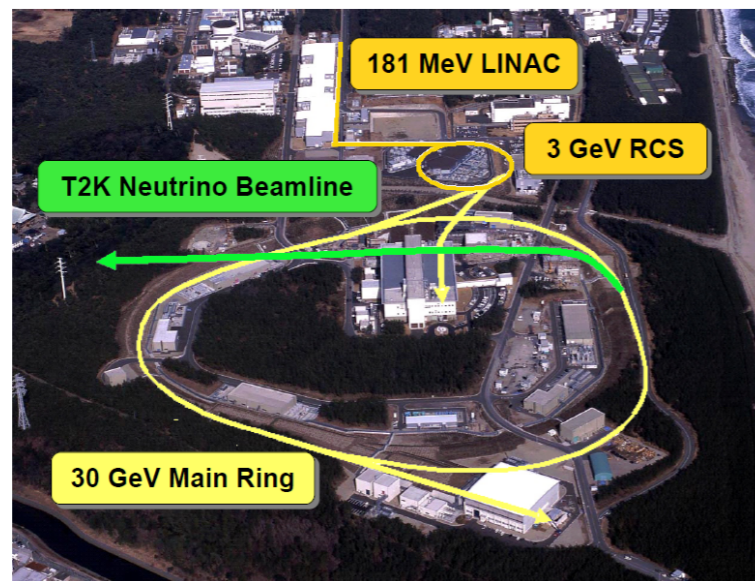 181 MeV LINAC
3 GeV RCS
T2K Neutrino Beamline
30 GeV Main Ring